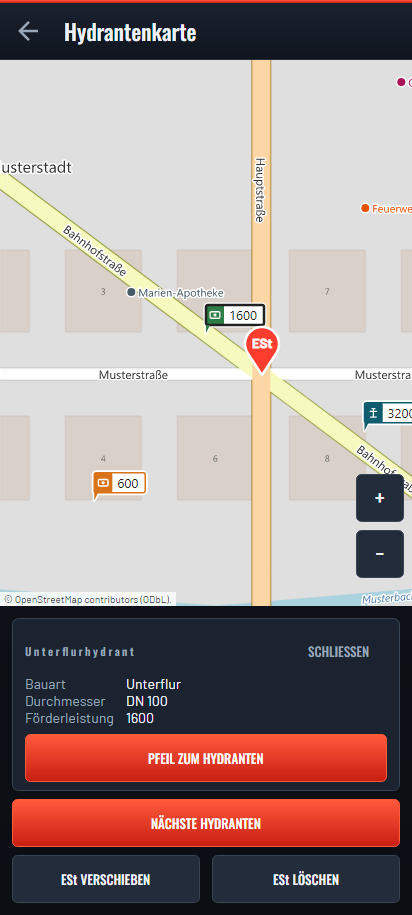 Hydrantenkarte
usterstadt
Hauptstraße
Feuerwe
Bahnhofstraße
3
Marien-Apotheke
7
1600
ESt
Musterstraße
Musterstra
3200
4
600
6
8
Bahnhofstraße
+
−
© OpenStreetMap contributors (ODbL).
Musterbac
Unterflurhydrant
SCHLIESSEN
Bauart Unterflur
Durchmesser DN 100
Förderleistung 1600
PFEIL ZUM HYDRANTEN
NÄCHSTE HYDRANTEN
ESt VERSCHIEBEN
ESt LÖSCHEN